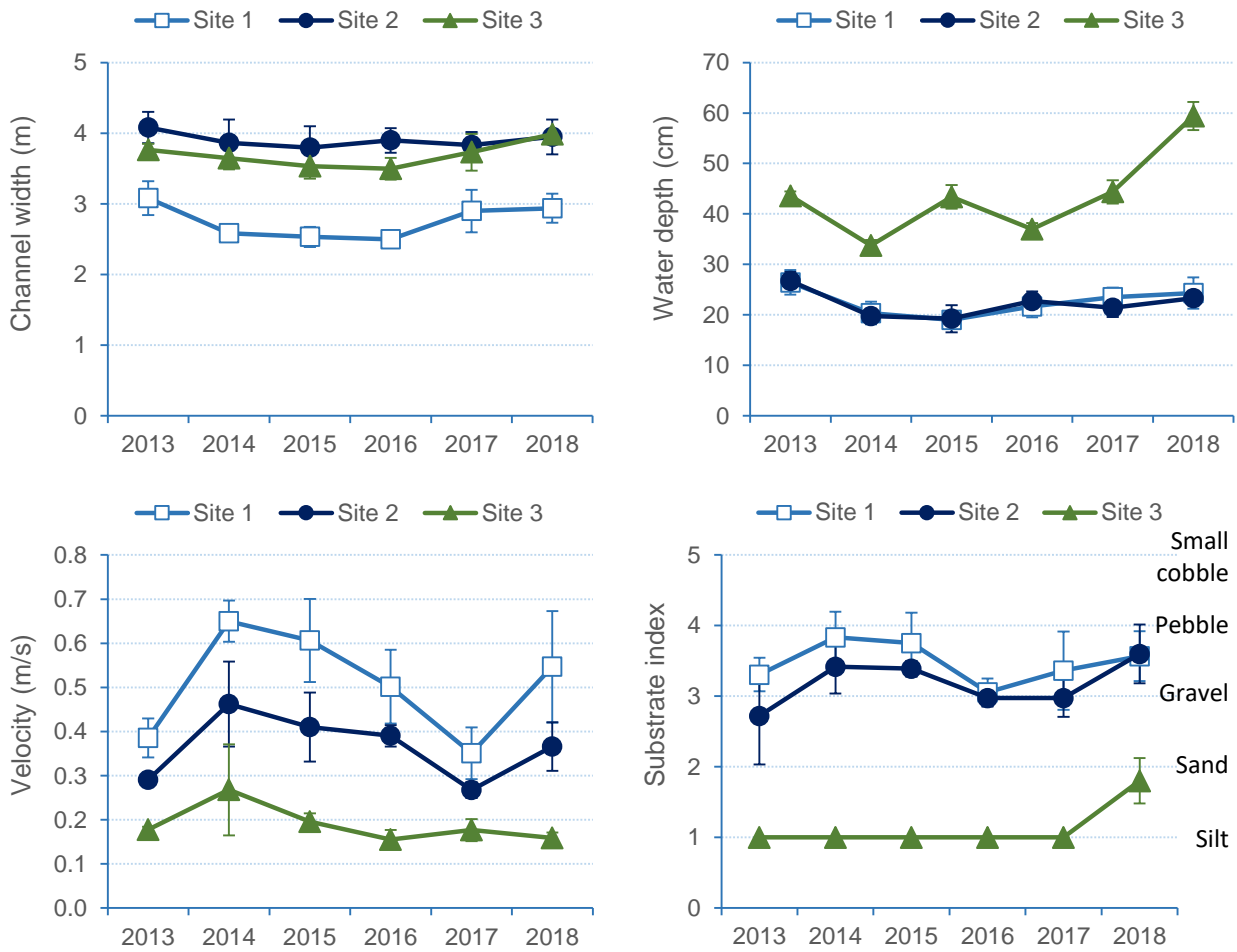 Site 1 Site 2 Site 3
Channel width (m)
5
4
3
2
1
0
2013 2014 2015 2016 2017 2018
Site 1 Site 2 Site 3
Water depth (cm)
70
60
50
40
30
20
10
0
2013 2014 2015 2016 2017 2018
Site 1 Site 2 Site 3
Velocity (m/s)
0.8
0.7
0.6
0.5
0.4
0.3
0.2
0.1
0.0
2013 2014 2015 2016 2017 2018
Site 1 Site 2 Site 3
Substrate index
5
4
3
2
1
0
Small
cobble
Pebble
Gravel
Sand
Silt
2013 2014 2015 2016 2017 2018